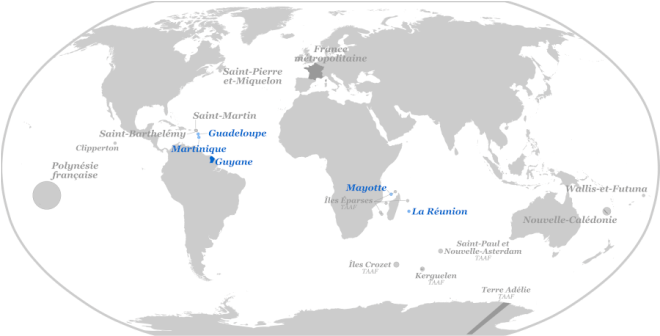 France
métropolitaine
Saint-Pierre
et-Miquelon
Saint-Martin
Saint-Barthélemy
Guadeloupe
Clipperton
Martinique
Guyane
Polynésie
française
Mayotte
Îles Éparses
TAAF
Wallis-et-Futuna
La Réunion
Nouvelle-Calédonie
Saint-Paul et
Nouvelle-Asterdam
TAAF
Îles Crozet
TAAF
Kerguelen
TAAF
Terre Adélie
TAAF